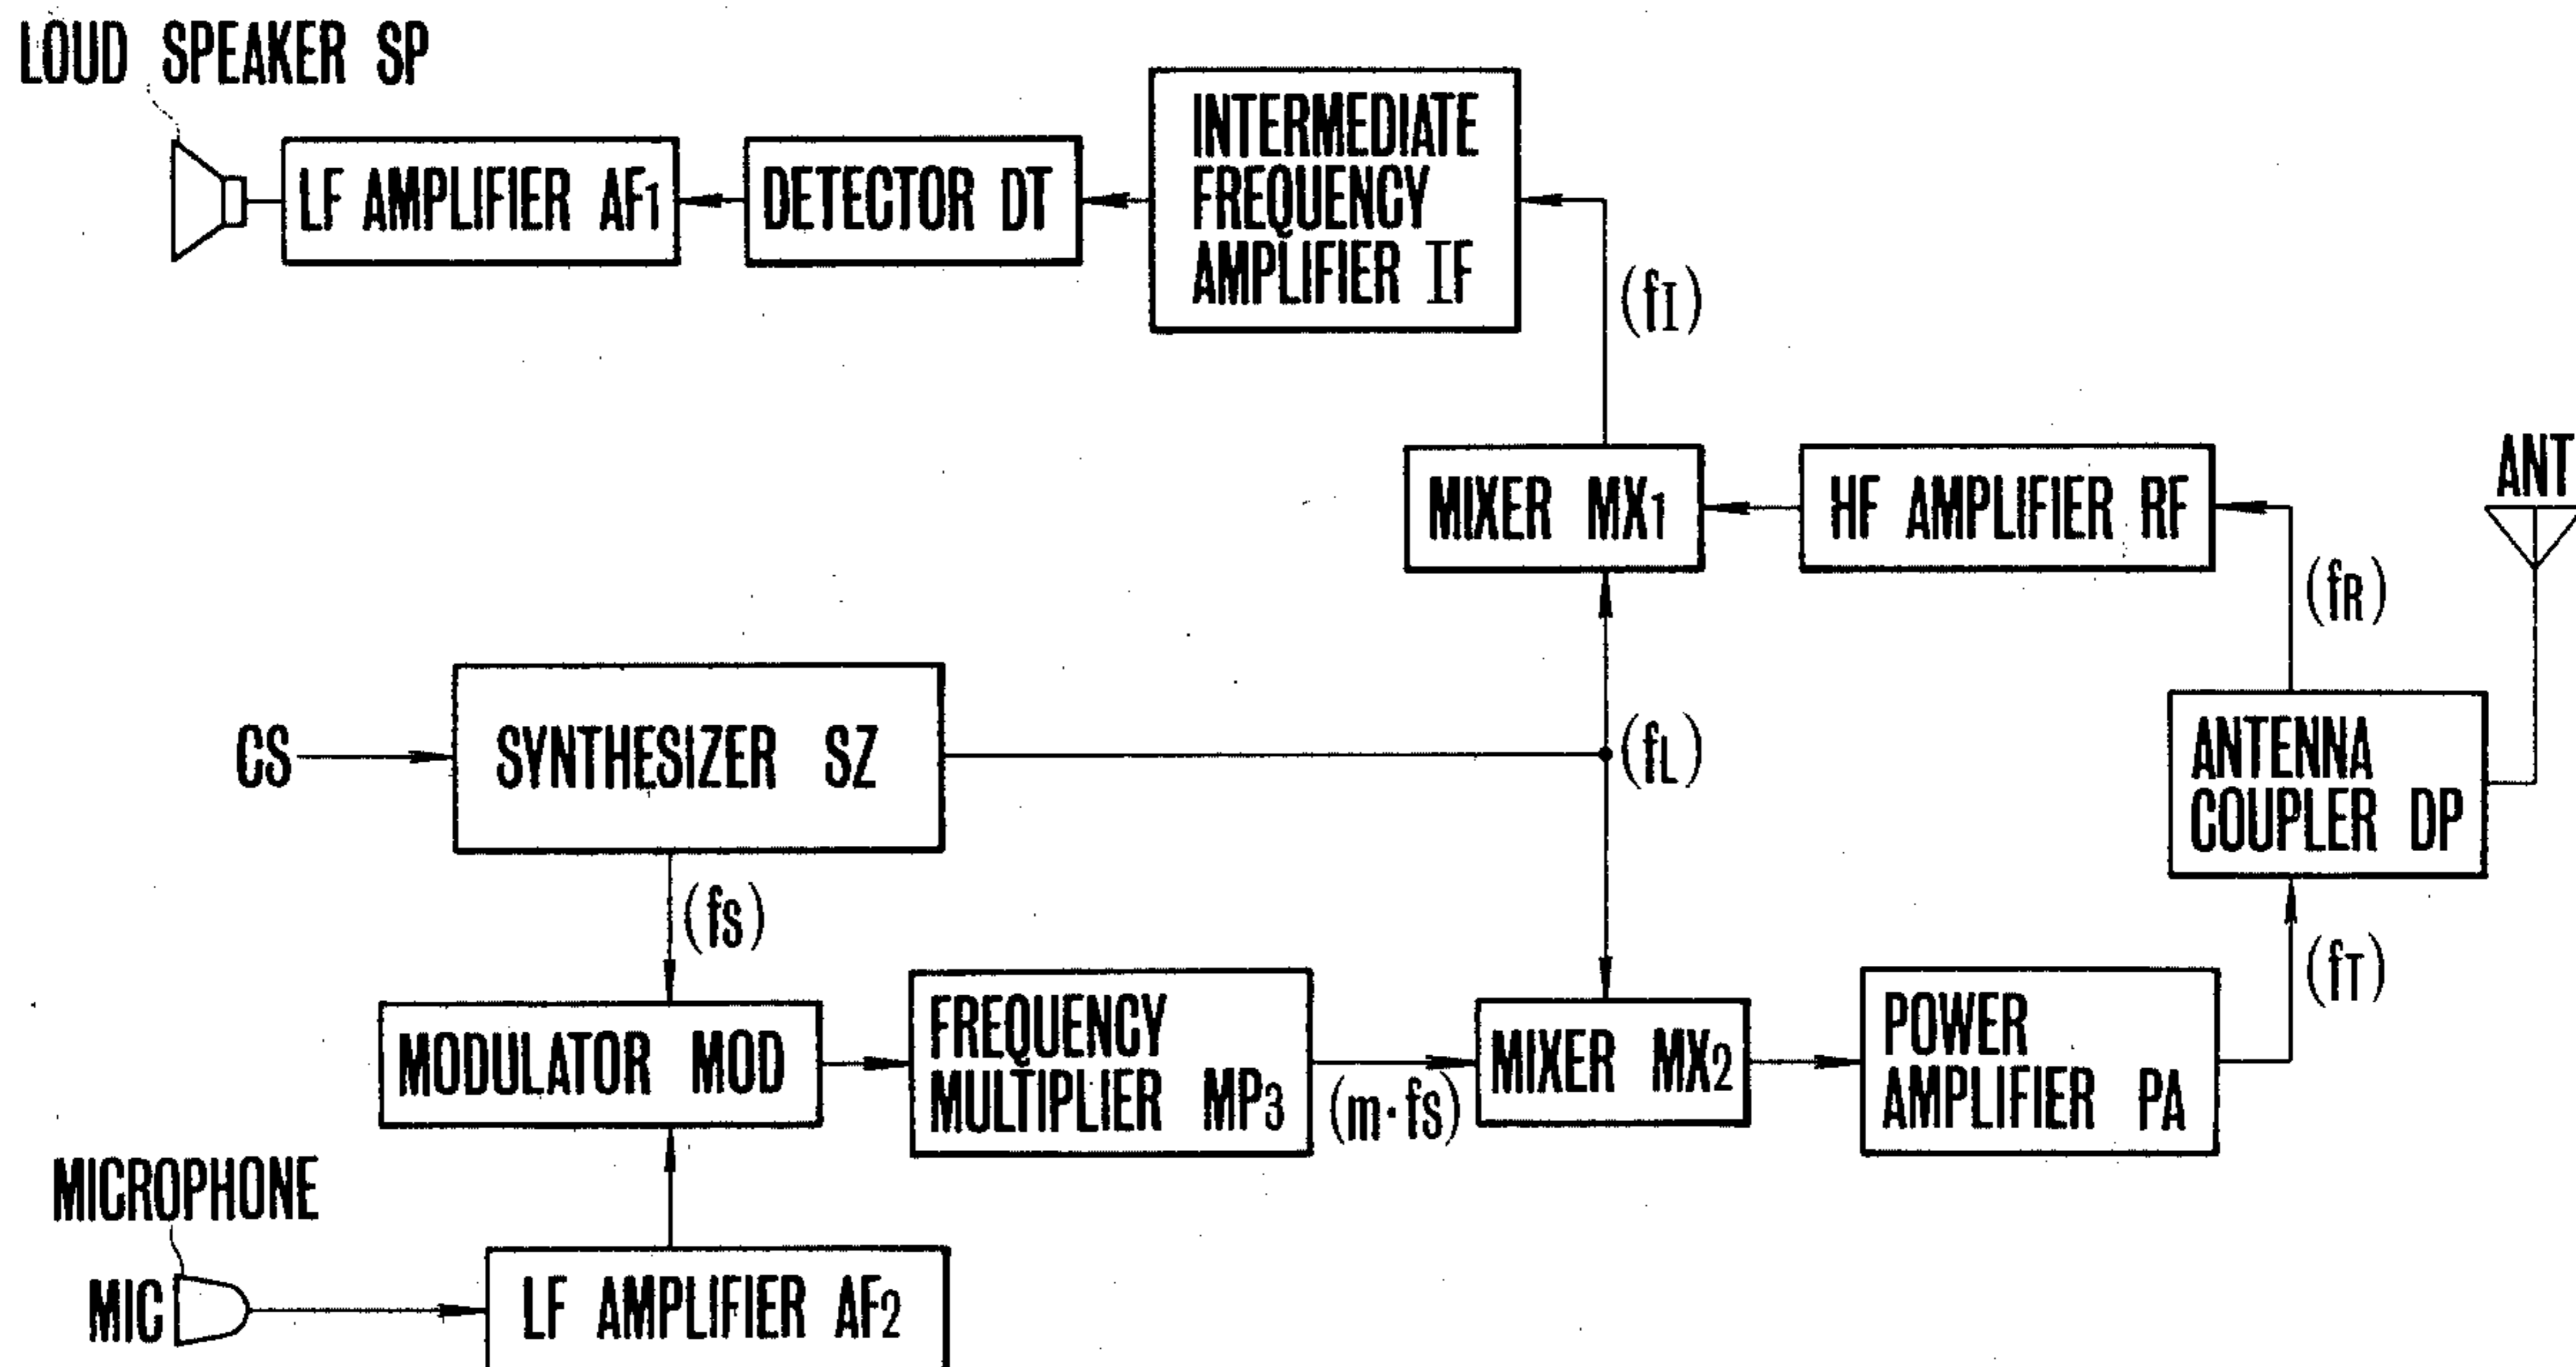 LOUD SPEAKER SP
LF AMPLIFIER AF1
DETECTOR DT
INTERMEDIATE
FREQUENCY
AMPLIFIER IF
(fI)
MIXER MX1
HF AMPLIFIER RF
ANT
(fR)
CS
SYNTHESIZER SZ
(fL)
ANTENNA
COUPLER DP
(fS)
(fT)
MODULATOR MOD
FREQUENCY
MULTIPLIER MP3
(m·fS)
MIXER MX2
POWER
AMPLIFIER PA
MICROPHONE
MIC
LF AMPLIFIER AF2